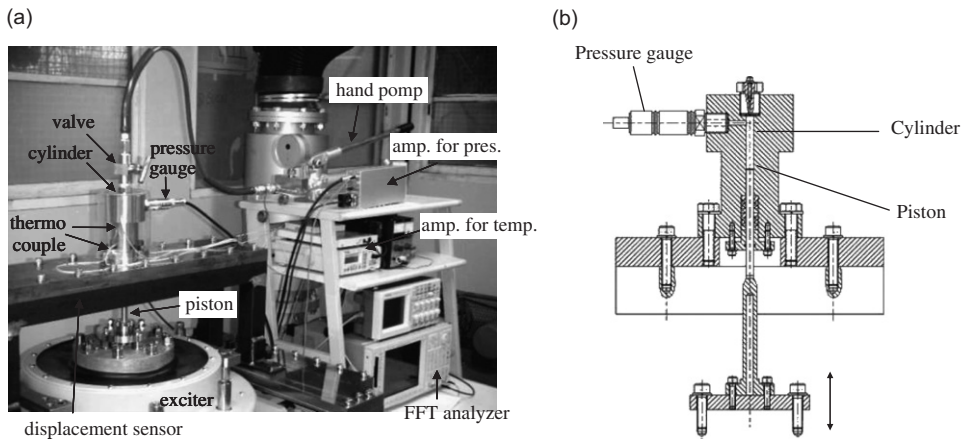 (a)
hand pomp
valve
cylinder
pressure
gauge
amp. for pres.
thermo
couple
amp. for temp.
piston
exciter
FFT analyzer
displacement sensor
(b)
Pressure gauge
Cylinder
Piston